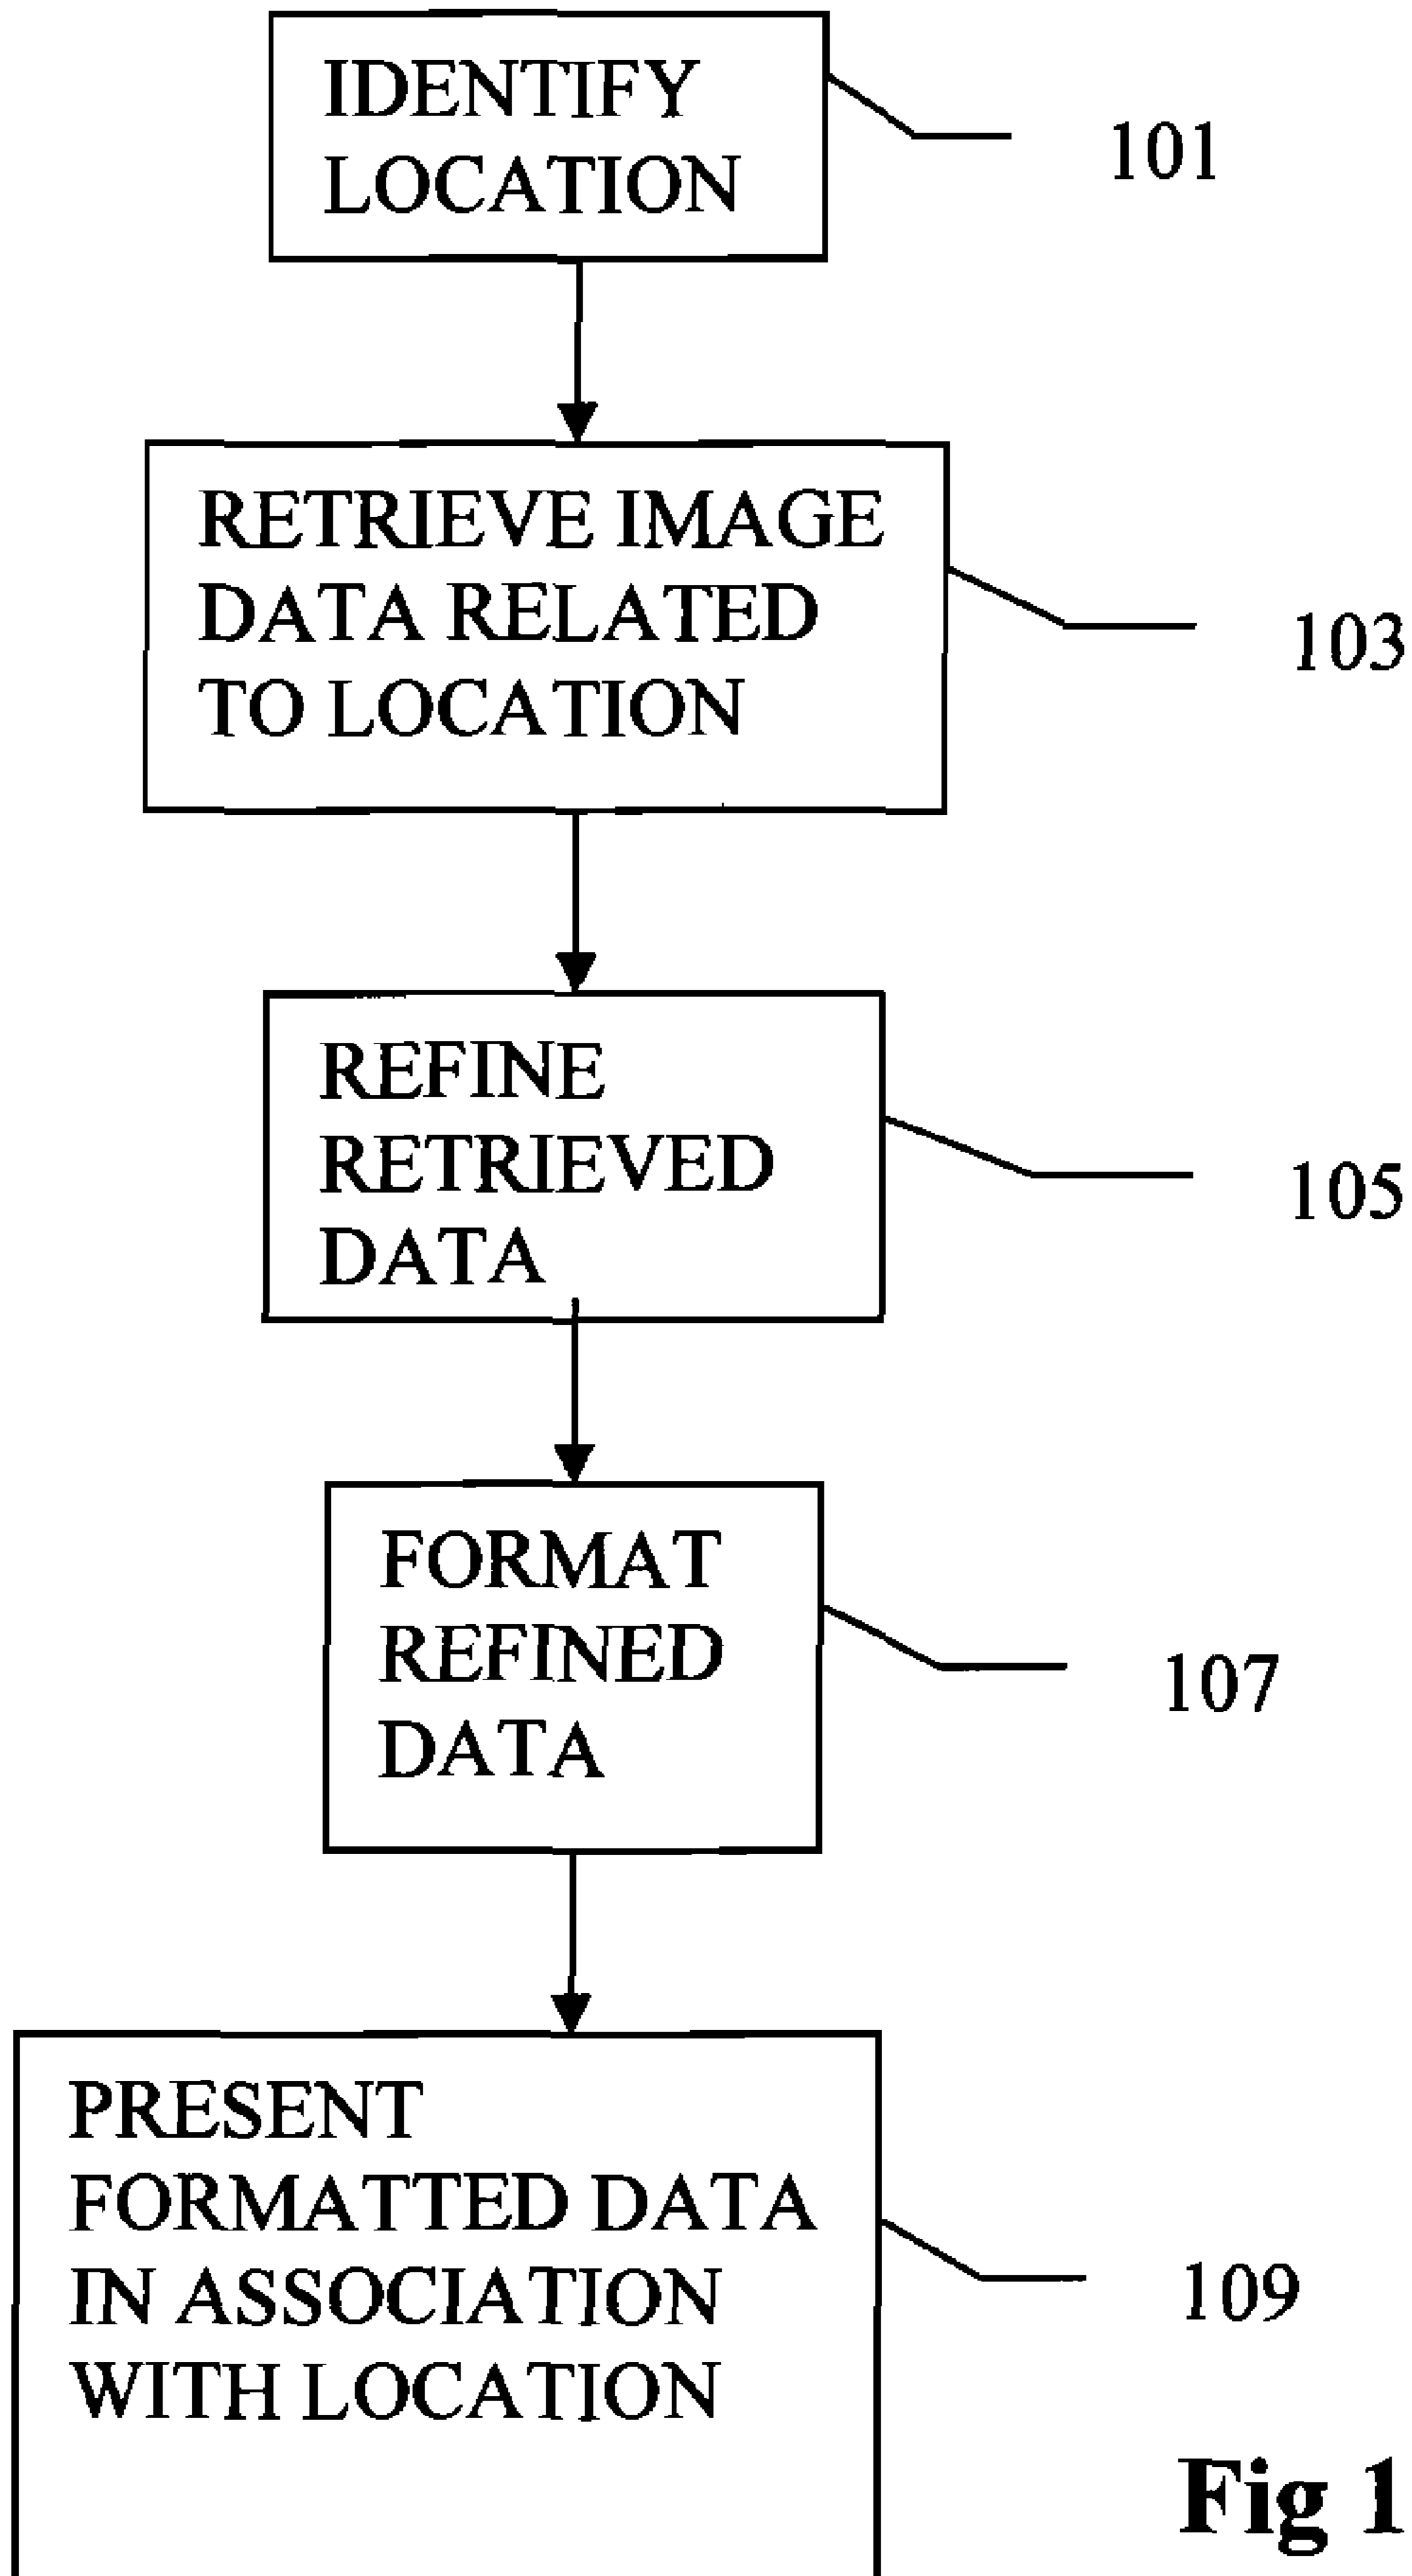 IDENTIFY
LOCATION
101
RETRIEVE IMAGE
DATA RELATED
TO LOCATION
103
REFINE
RETRIEVED
DATA
105
FORMAT
REFINED
DATA
107
PRESENT
FORMATTED DATA
IN ASSOCIATION
WITH LOCATION
109
Fig 1